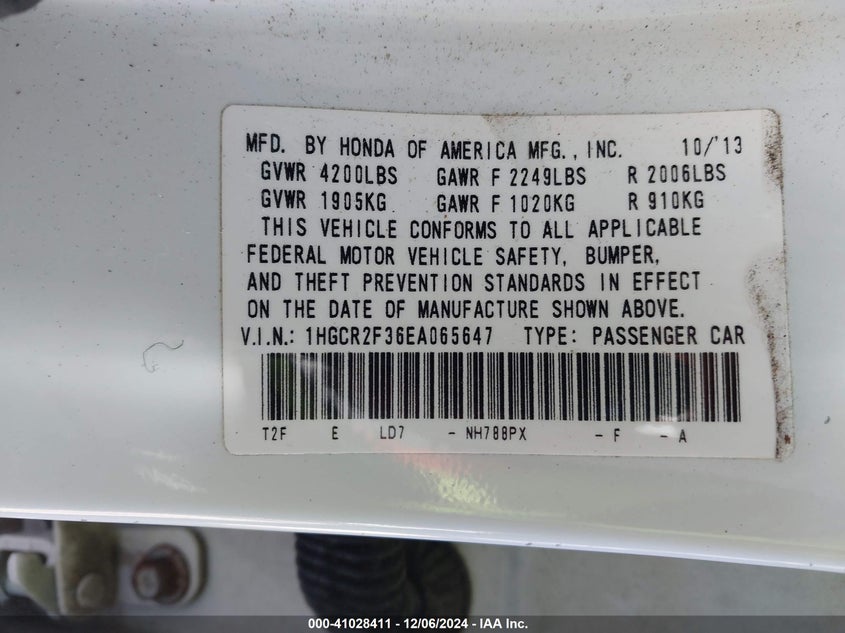 MFD. BY HONDA OF AMERICA MFG., INC. 10/'13
GVWR 4200LBS GAWR F 2249LBS R 2006LBS
GVWR 1905KG GAWR F 1020KG R 910KG
THIS VEHICLE CONFORMS TO ALL APPLICABLE
FEDERAL MOTOR VEHICLE SAFETY, BUMPER,
AND THEFT PREVENTION STANDARDS IN EFFECT
ON THE DATE OF MANUFACTURE SHOWN ABOVE.
V.I.N.: 1HGCR2F36EA065647 TYPE: PASSENGER CAR
T2F E LD7 - NH788PX - F - A
000-41028411 - 12/06/2024 - IAA Inc.